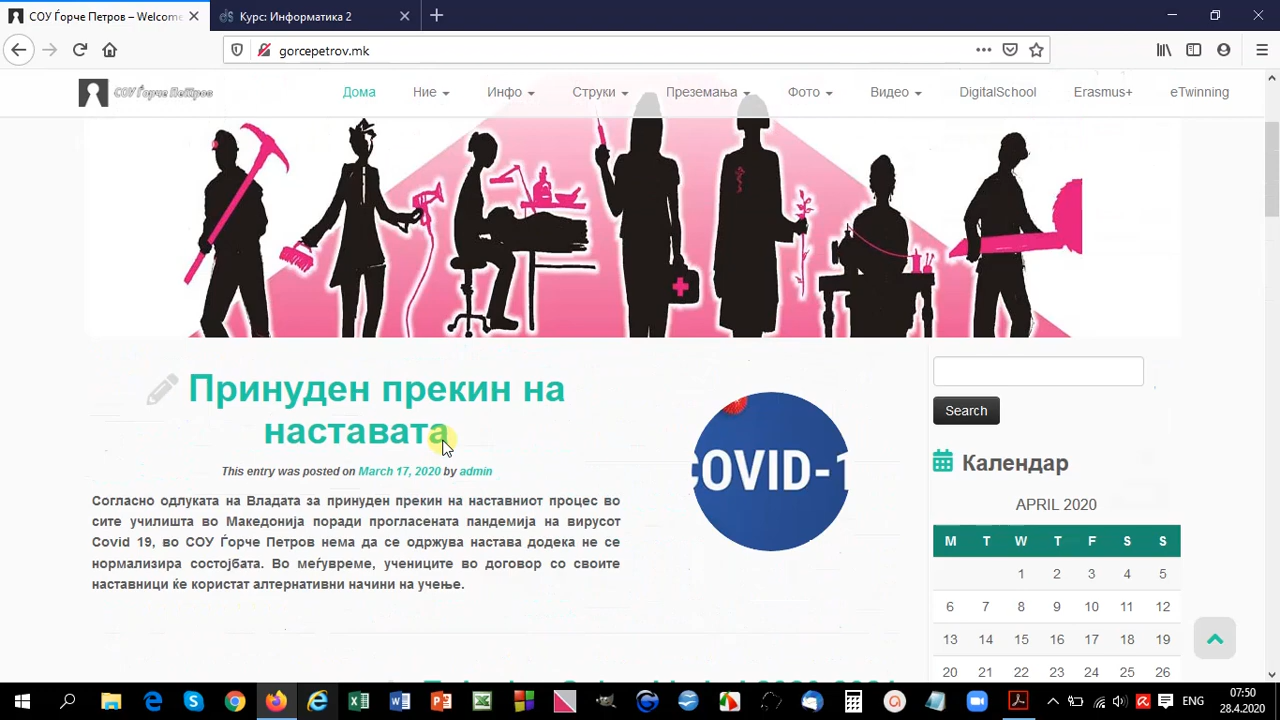 СОУ Ѓорче Петров – Welcome
Курс: Информатика 2
gorcepetrov.mk
СОУ Ѓорче Петров
Дома Ние Инфо Струки Преземања Фото Видео DigitalSchool Erasmus+ eTwinning
Принуден прекин на
наставата
This entry was posted on March 17, 2020 by admin
Согласно одлуката на Владата за принуден прекин на наставниот процес во
сите училишта во Македонија поради прогласената пандемија на вирусот
Covid 19, во СОУ Ѓорче Петров нема да се одржува настава додека не се
нормализира состојбата. Во меѓувреме, учениците во договор со своите
наставници ќе користат алтернативни начини на учење.
COVID-1
Search
Календар
APRIL 2020
M T W T F S S
1 2 3 4 5
6 7 8 9 10 11 12
13 14 15 16 17 18 19
20 21 22 23 24 25 26
ENG
07:50
28.4.2020